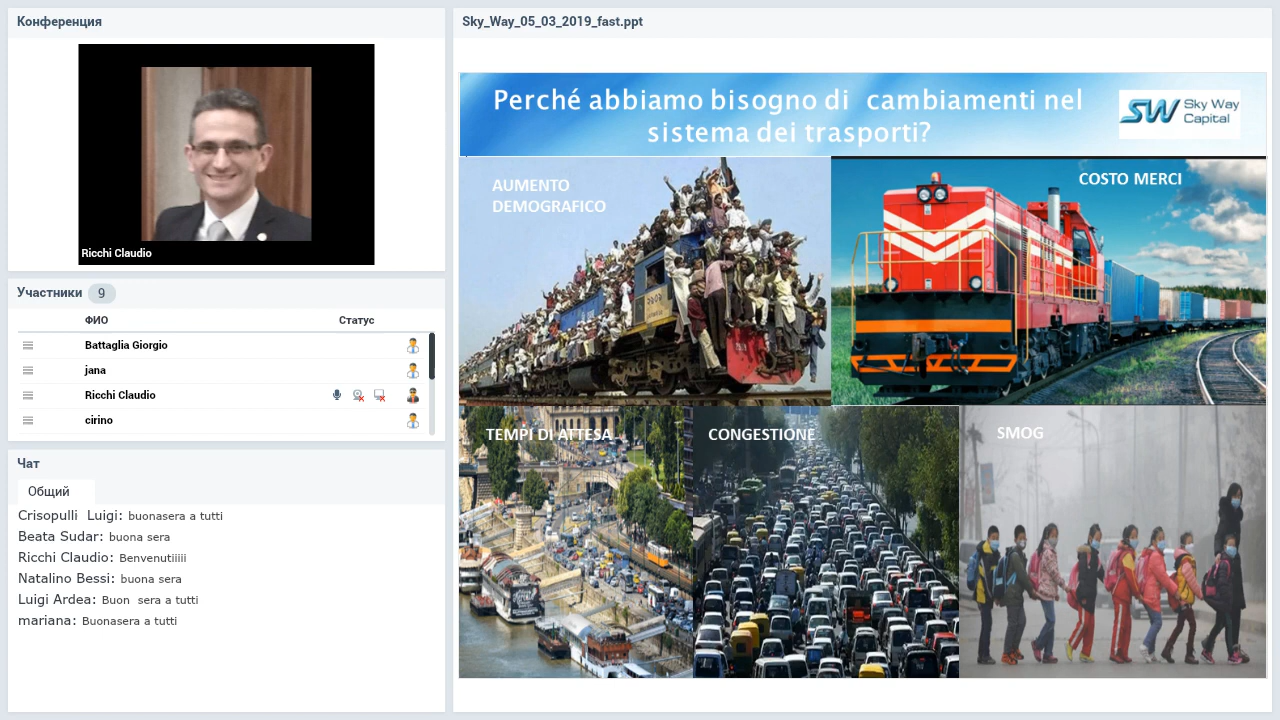 Конференция
Ricchi Claudio
Участники 9
ФИО Статус
Battaglia Giorgio
jana
Ricchi Claudio
cirino
Чат
Общий
Crisopulli Luigi: buonasera a tutti
Beata Sudar: buona sera
Ricchi Claudio: Benvenutiiiii
Natalino Bessi: buona sera
Luigi Ardea: Buon sera a tutti
mariana: Buonasera a tutti
Sky_Way_05_03_2019_fast.ppt
Perché abbiamo bisogno di cambiamenti nel
sistema dei trasporti?
SW Sky Way
Capital
AUMENTO
DEMOGRAFICO
COSTO MERCI
TEMPI DI ATTESA
CONGESTIONE
SMOG